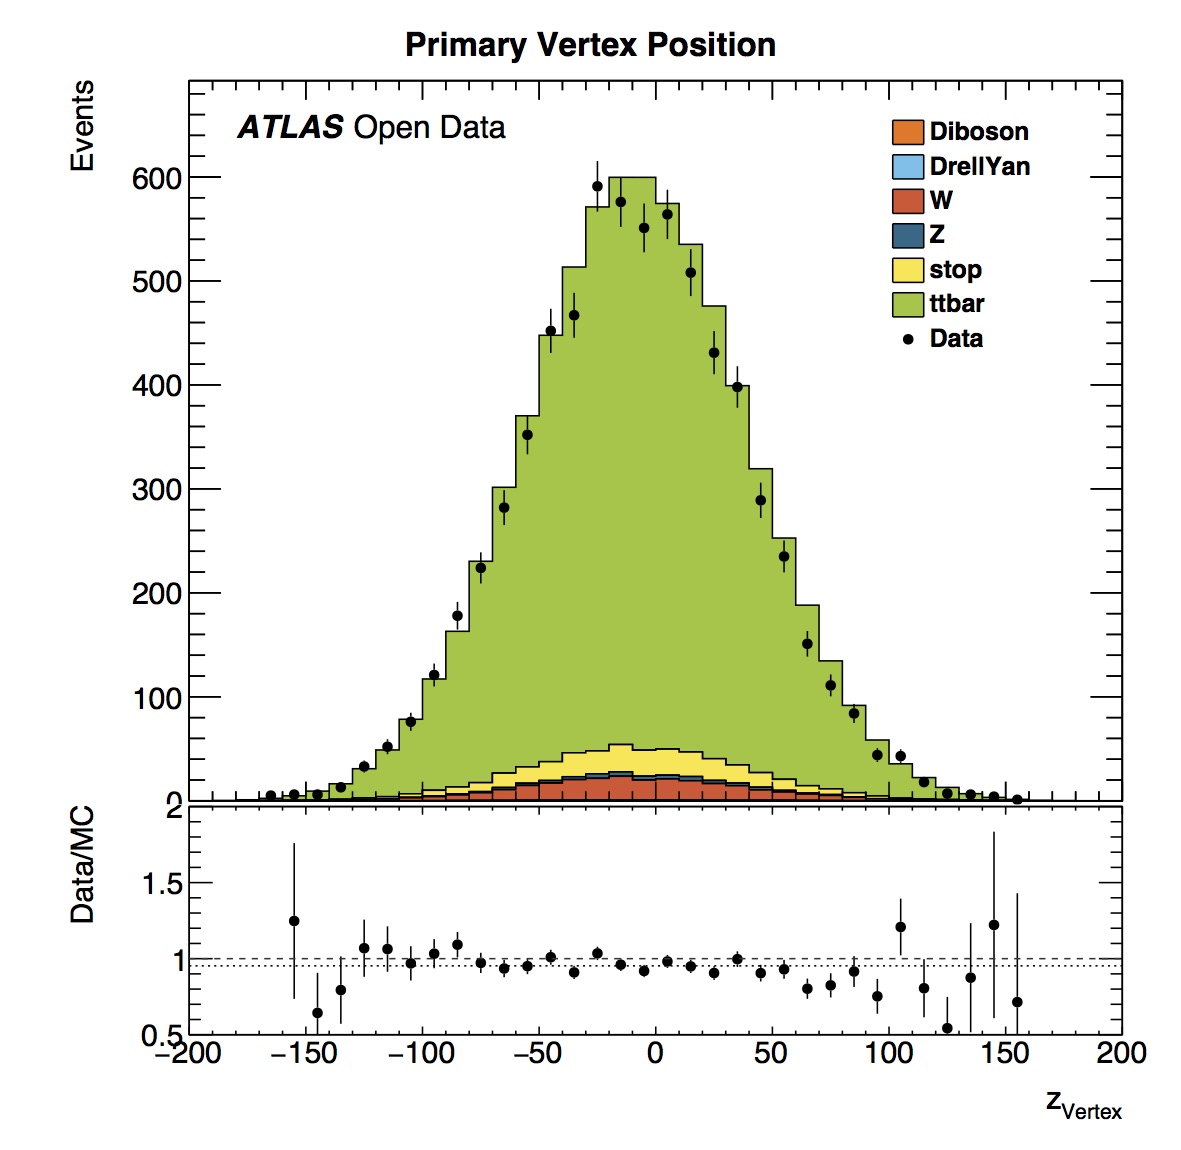 Primary Vertex Position
Events
ATLAS Open Data
Diboson
DrellYan
W
Z
stop
ttbar
Data
600
500
400
300
200
100
0
Data/MC
2
1.5
1
0.5
−200 −150 −100 −50 0 50 100 150 200
zVertex